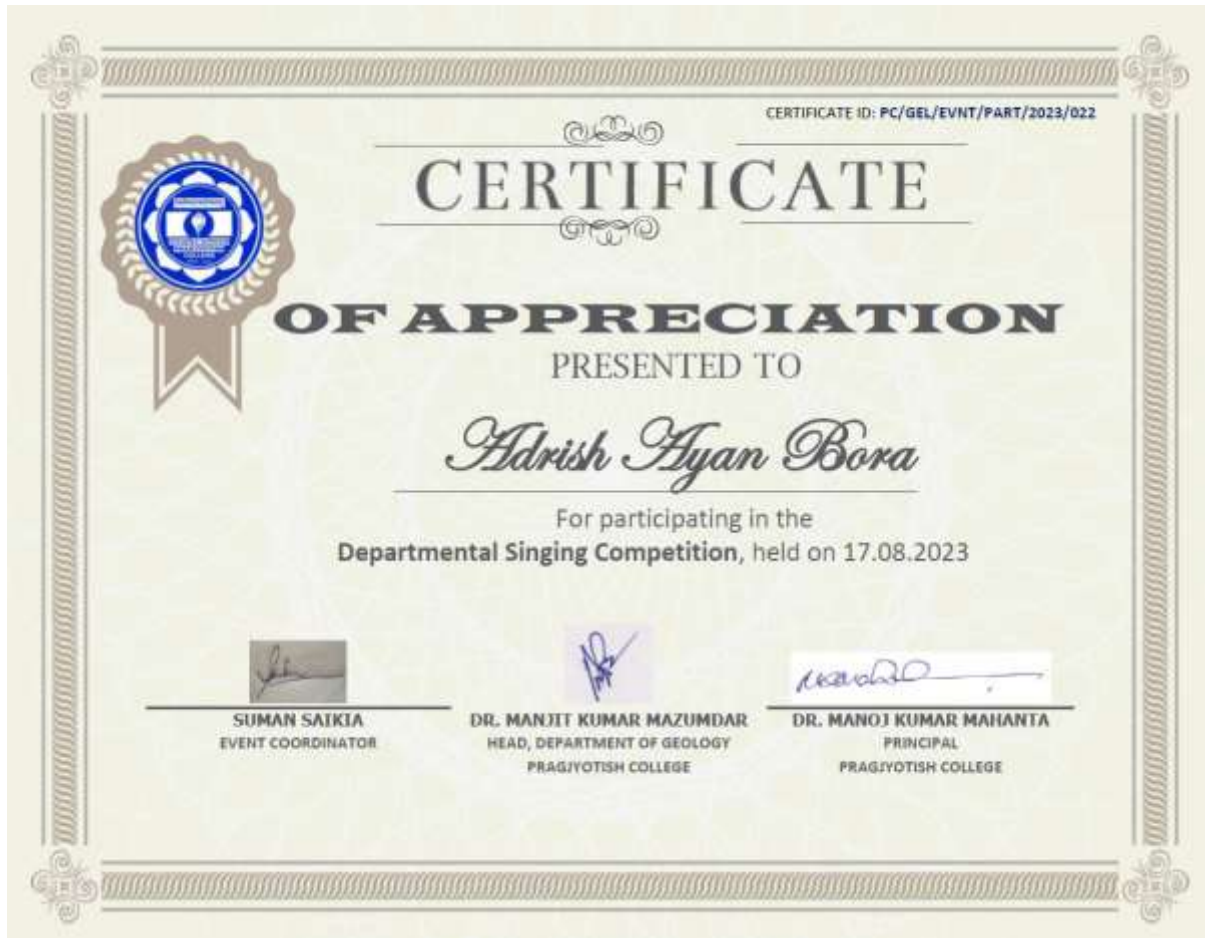 CERTIFICATE ID: PC/GEL/EVNT/PART/2023/022
CERTIFICATE
OF APPRECIATION
PRESENTED TO
Adrish Ayan Bora
For participating in the
Departmental Singing Competition, held on 17.08.2023
SUMAN SAIKIA
EVENT COORDINATOR
DR. MANJIT KUMAR MAZUMDAR
HEAD, DEPARTMENT OF GEOLOGY
PRAGJYOTISH COLLEGE
DR. MANOJ KUMAR MAHANTA
PRINCIPAL
PRAGJYOTISH COLLEGE